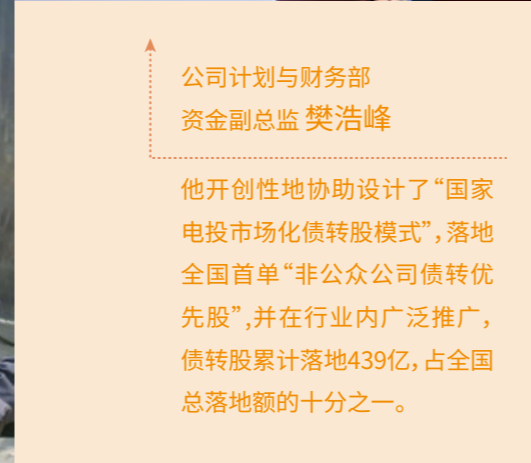 公司计划与财务部
资金副总监 樊浩峰
他开创性地协助设计了“国家
电投市场化债转股模式”，落地
全国首单“非公众公司债转优
先股”,并在行业内广泛推广，
债转股累计落地439亿，占全国
总落地额的十分之一。